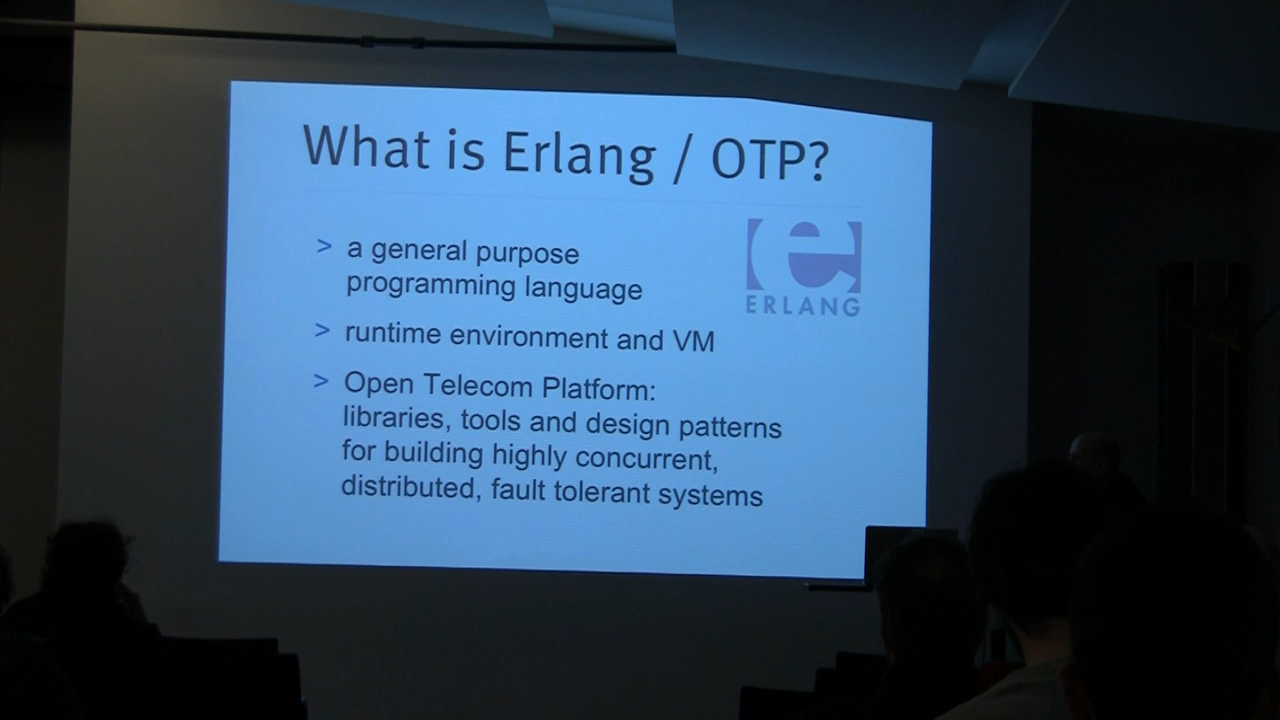 What is Erlang / OTP?
> a general purpose
programming language
ERLANG
> runtime environment and VM
> Open Telecom Platform:
libraries, tools and design patterns
for building highly concurrent,
distributed, fault tolerant systems